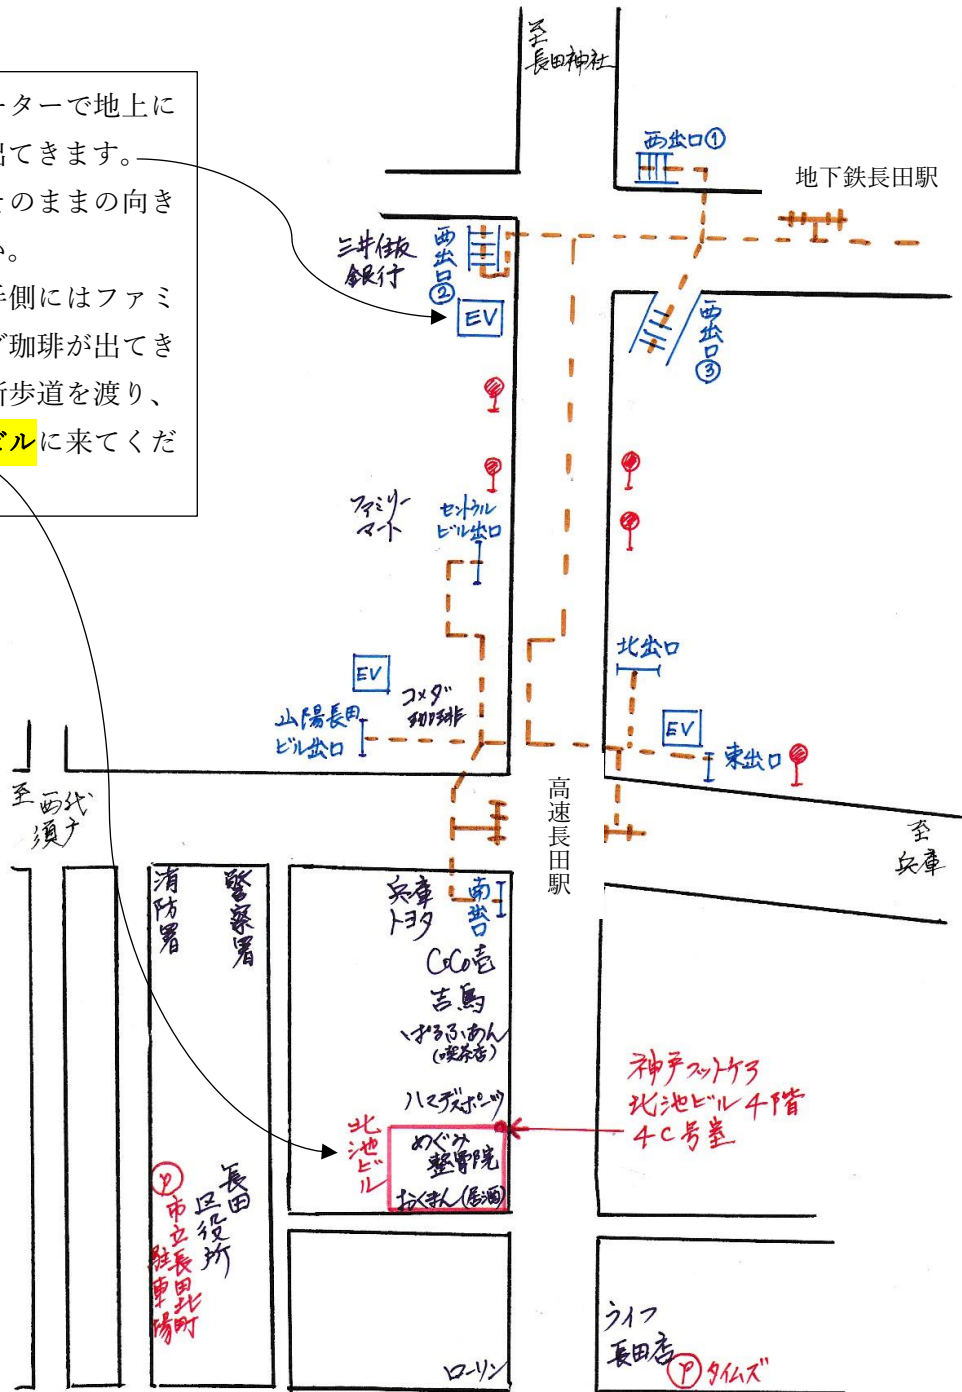 至
長田神社
ーターで地上に
出てきます。
そのままの向き
い。
手側にはファミ
ダ珈琲が出てき
断歩道を渡り、
ビルに来てくだ
西出口①
地下鉄長田駅
三井住友
銀行
西出口②
EV
西出口③
ファミリー
マート
セントラル
ビル出口
北出口
EV
コメダ
珈琲
山陽長田
ビル出口
EV
東出口
至 西代
須
高速長田駅
至
兵庫
消防署
警察署
兵庫
トヨタ
南出口
CoCo壱
吉鳥
ぱるふあん
(喫茶店)
ハマデスポーツ
北池ビル
めぐみ
整骨院
おくまん(居酒)
神戸フットケア
北池ビル4階
4C号室
長田
区役所
P
市立長田北町
駐車場
ローリン
ライフ
長田店
P タイムズ